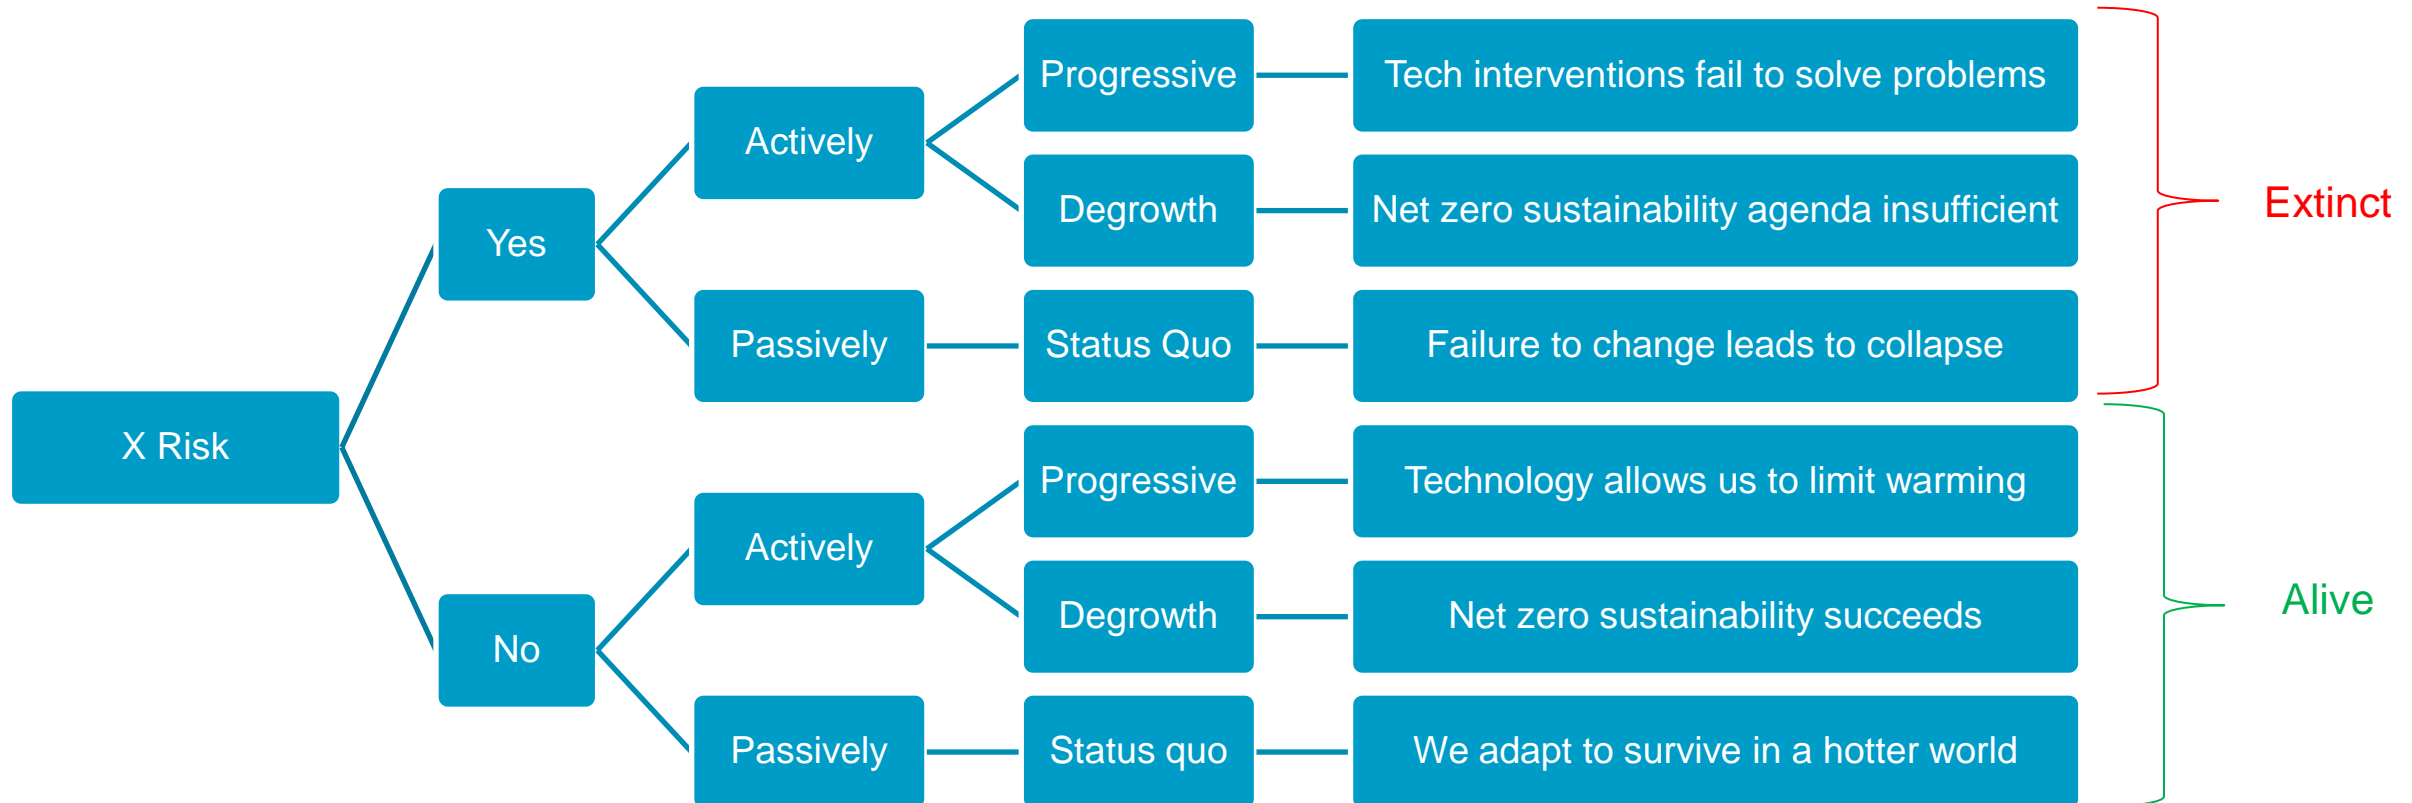 Progressive
Tech interventions fail to solve problems
Actively
Degrowth
Net zero sustainability agenda insufficient
Extinct
Yes
Passively
Status Quo
Failure to change leads to collapse
X Risk
Progressive
Technology allows us to limit warming
Actively
Degrowth
Net zero sustainability succeeds
Alive
No
Passively
Status quo
We adapt to survive in a hotter world